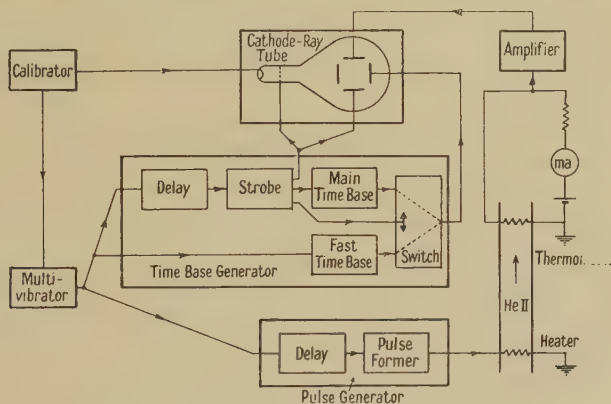 Cathode-Ray
Tube
Amplifier
Calibrator
ma
Delay
Strobe
Main
Time Base
Fast
Time Base
Switch
Time Base Generator
Multi-
vibrator
He II
Heater
Delay
Pulse
Former
Pulse Generator